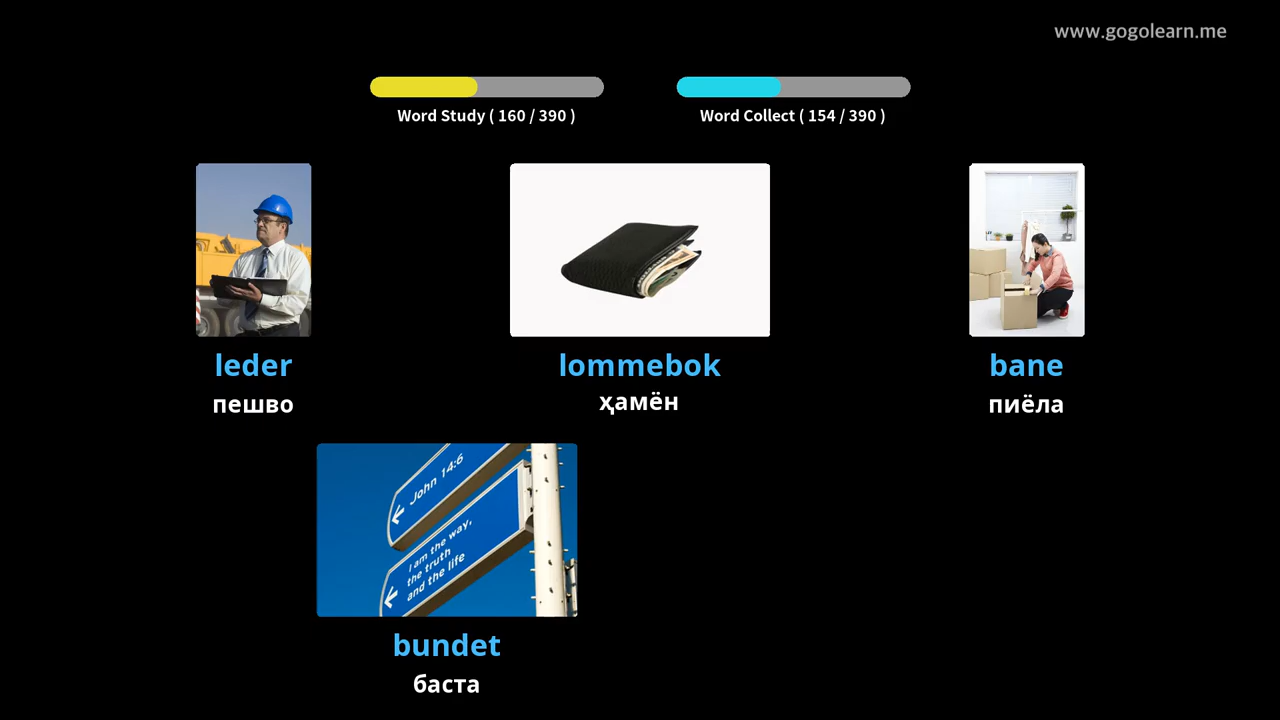 www.gogolearn.me
Word Study ( 160 / 390 )
Word Collect ( 154 / 390 )
leder
пешво
lommebok
ҳамён
bane
пиёла
John 14:6
I am the way,
the truth
and the life
bundet
баста